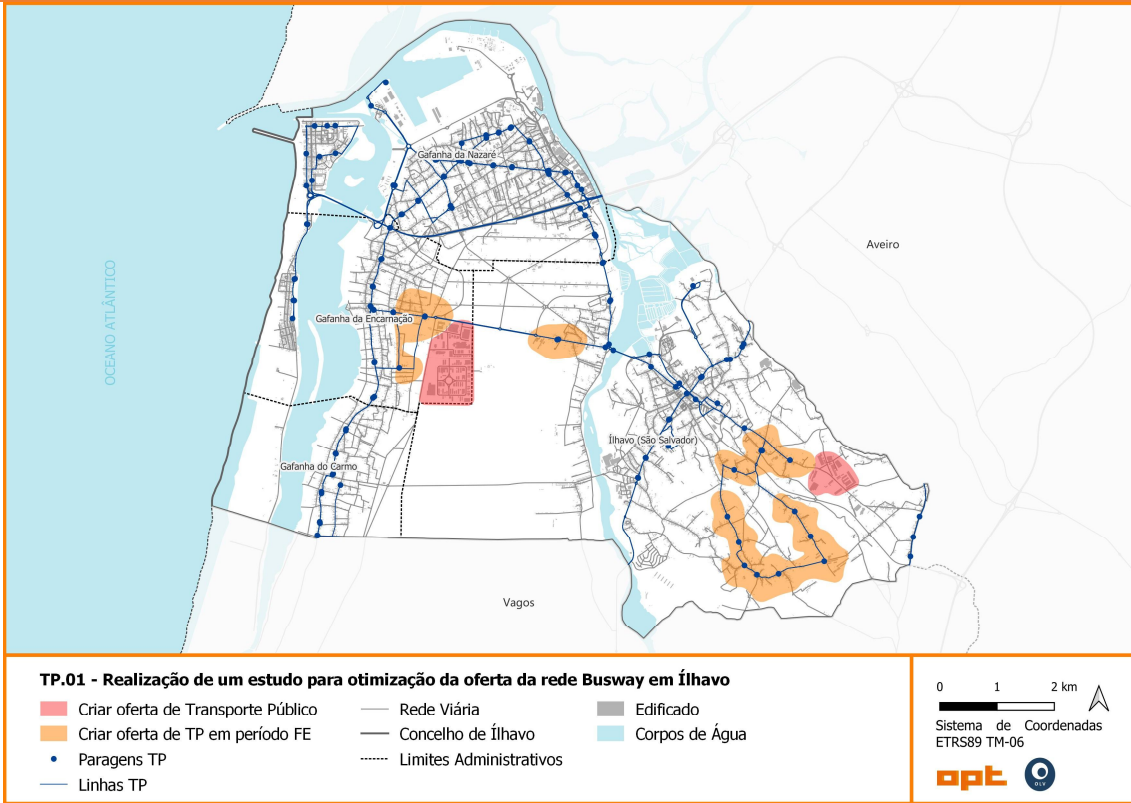 Gafanha da Nazaré
Aveiro
OCEANO ATLÂNTICO
Gafanha da Encarnação
Ílhavo (São Salvador)
Gafanha do Carmo
Vagos
TP.01 - Realização de um estudo para otimização da oferta da rede Busway em Ílhavo
Criar oferta de Transporte Público
Criar oferta de TP em período FE
Paragens TP
Linhas TP
Rede Viária
Concelho de Ílhavo
Limites Administrativos
Edificado
Corpos de Água
0 1 2 km
Sistema de Coordenadas
ETRS89 TM-06
opt
OLV